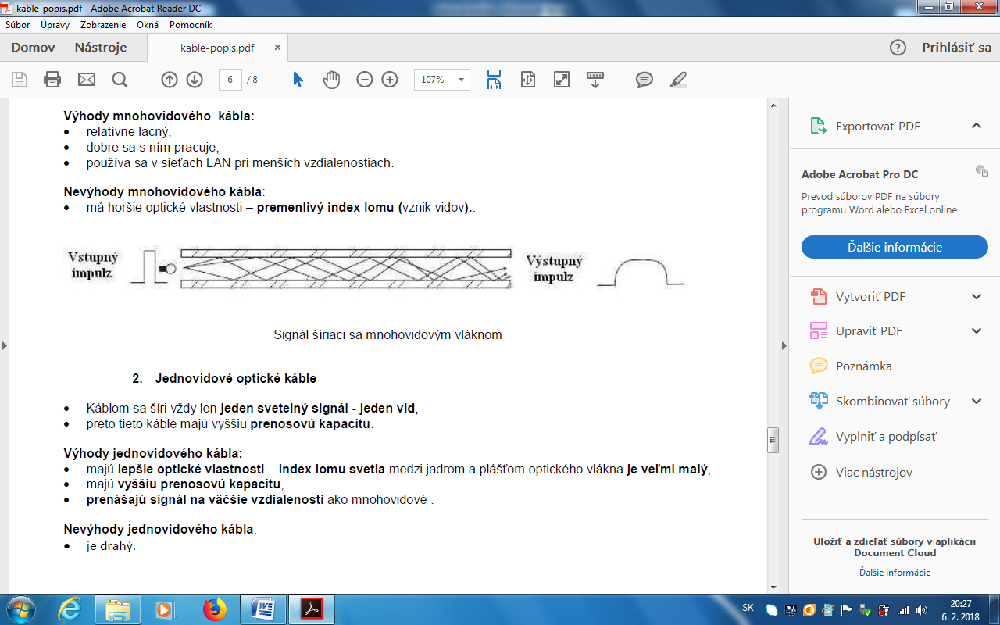 kable-popis.pdf - Adobe Acrobat Reader DC
Súbor Úpravy Zobrazenie Okná Pomocník
Domov Nástroje kable-popis.pdf × Prihlásiť sa
6 / 8 107%
Výhody mnohovidového kábla:
• relatívne lacný,
• dobre sa s ním pracuje,
• používa sa v sieťach LAN pri menších vzdialenostiach.
Nevýhody mnohovidového kábla:
• má horšie optické vlastnosti – premenlivý index lomu (vznik vidov)..
Vstupný
impulz
Výstupný
impulz
Signál šíriaci sa mnohovidovým vláknom
2. Jednovidové optické káble
• Káblom sa šíri vždy len jeden svetelný signál - jeden vid,
• preto tieto káble majú vyššiu prenosovú kapacitu.
Výhody jednovidového kábla:
• majú lepšie optické vlastnosti – index lomu svetla medzi jadrom a plášťom optického vlákna je veľmi malý,
• majú vyššiu prenosovú kapacitu,
• prenášajú signál na väčšie vzdialenosti ako mnohovidové .
Nevýhody jednovidového kábla:
• je drahý.
Exportovať PDF
Adobe Acrobat Pro DC
Prevod súborov PDF na súbory
programu Word alebo Excel online
Ďalšie informácie
Vytvoriť PDF
Upraviť PDF
Poznámka
Skombinovať súbory
Vyplniť a podpísať
Viac nástrojov
Uložiť a zdieľať súbory v aplikácii
Document Cloud
Ďalšie informácie
SK
20:27
6. 2. 2018